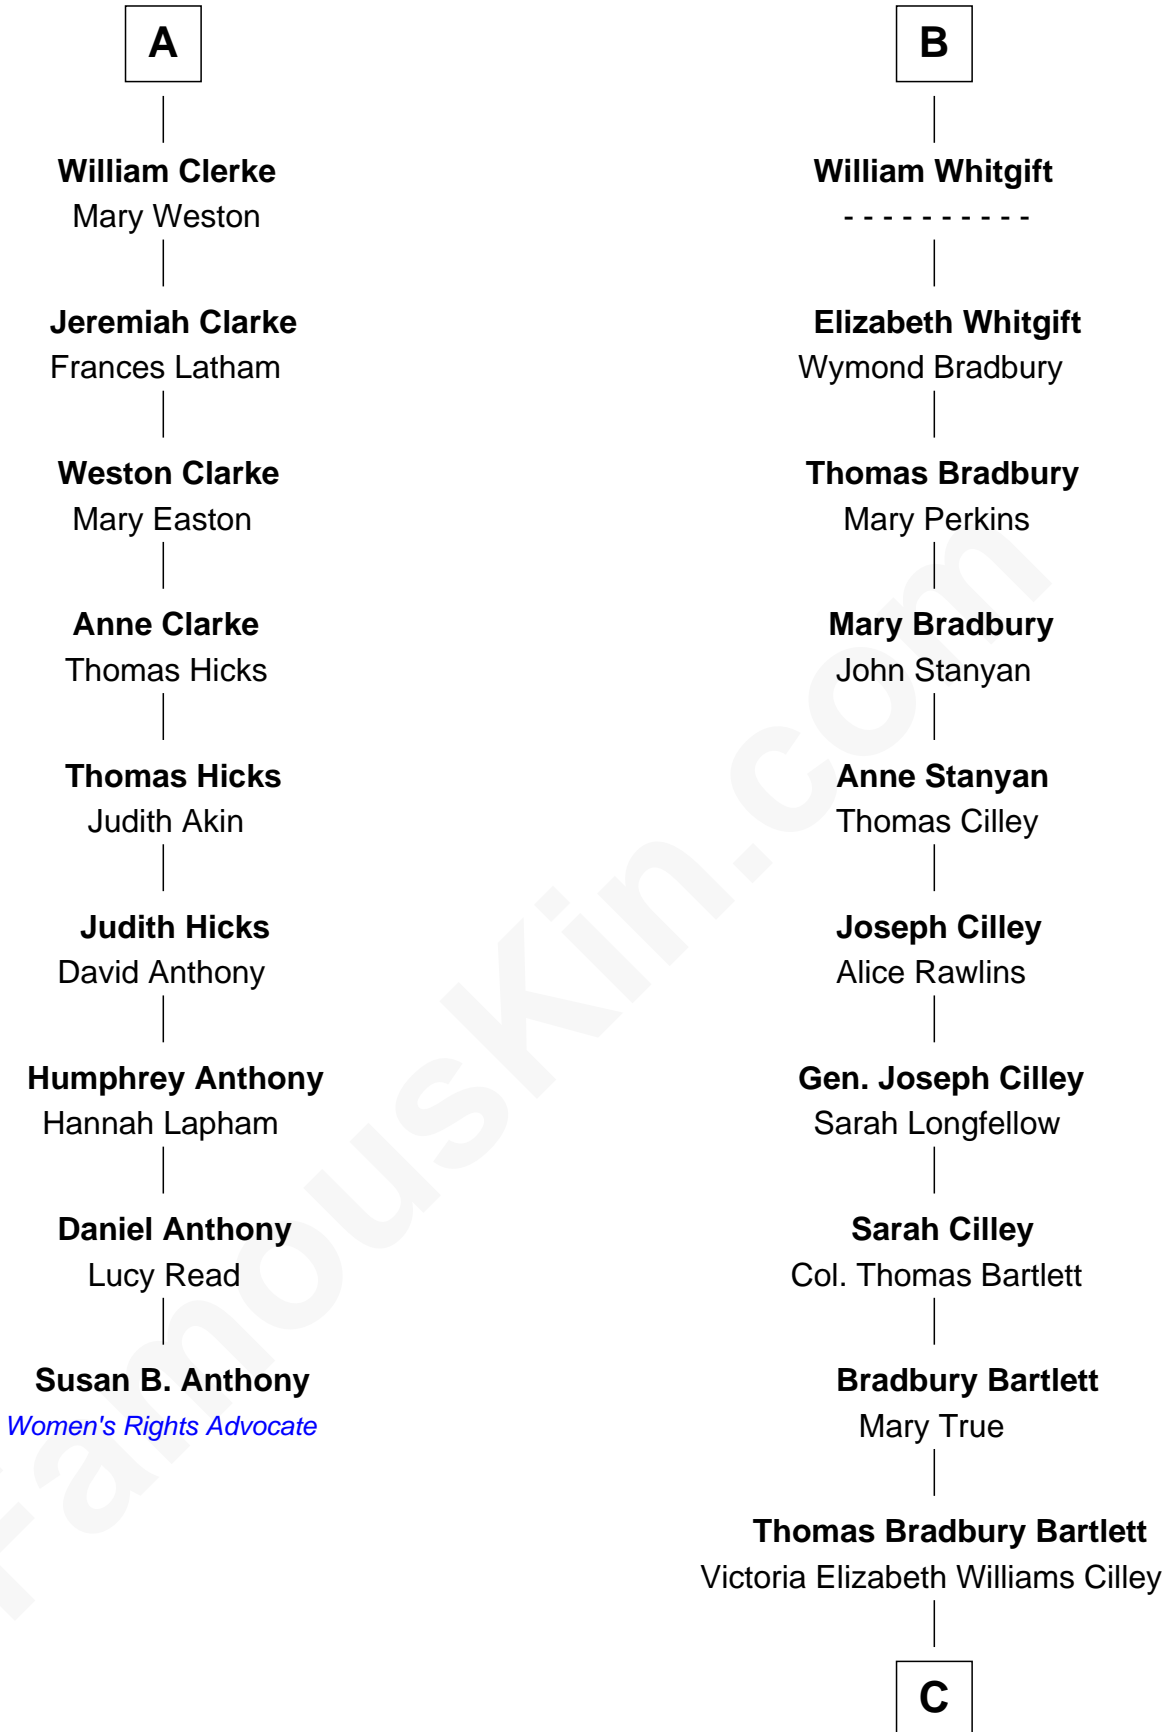 A
William Clerke
Mary Weston
Jeremiah Clarke
Frances Latham
Weston Clarke
Mary Easton
Anne Clarke
Thomas Hicks
Thomas Hicks
Judith Akin
Judith Hicks
David Anthony
Humphrey Anthony
Hannah Lapham
Daniel Anthony
Lucy Read
Susan B. Anthony
Women's Rights Advocate
B
William Whitgift
- - - - - - - - - -
Elizabeth Whitgift
Wymond Bradbury
Thomas Bradbury
Mary Perkins
Mary Bradbury
John Stanyan
Anne Stanyan
Thomas Cilley
Joseph Cilley
Alice Rawlins
Gen. Joseph Cilley
Sarah Longfellow
Sarah Cilley
Col. Thomas Bartlett
Bradbury Bartlett
Mary True
Thomas Bradbury Bartlett
Victoria Elizabeth Williams Cilley
C
FamousKin.com